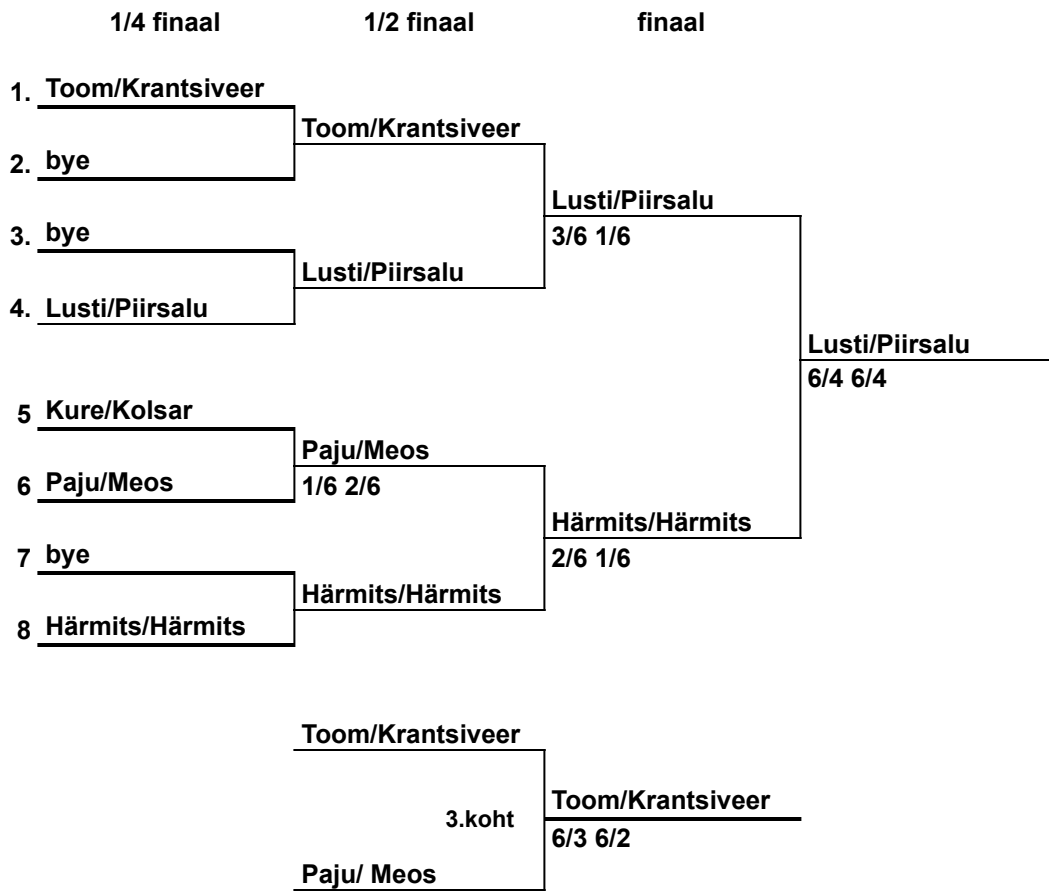 1/4 finaal 1/2 finaal finaal
1. Toom/Krantsiveer
Toom/Krantsiveer
2. bye
Lusti/Piirsalu
3. bye
3/6 1/6
Lusti/Piirsalu
4. Lusti/Piirsalu
Lusti/Piirsalu
6/4 6/4
5 Kure/Kolsar
Paju/Meos
6 Paju/Meos
1/6 2/6
Härmits/Härmits
7 bye
2/6 1/6
Härmits/Härmits
8 Härmits/Härmits
Toom/Krantsiveer
Toom/Krantsiveer
3.koht
6/3 6/2
Paju/ Meos